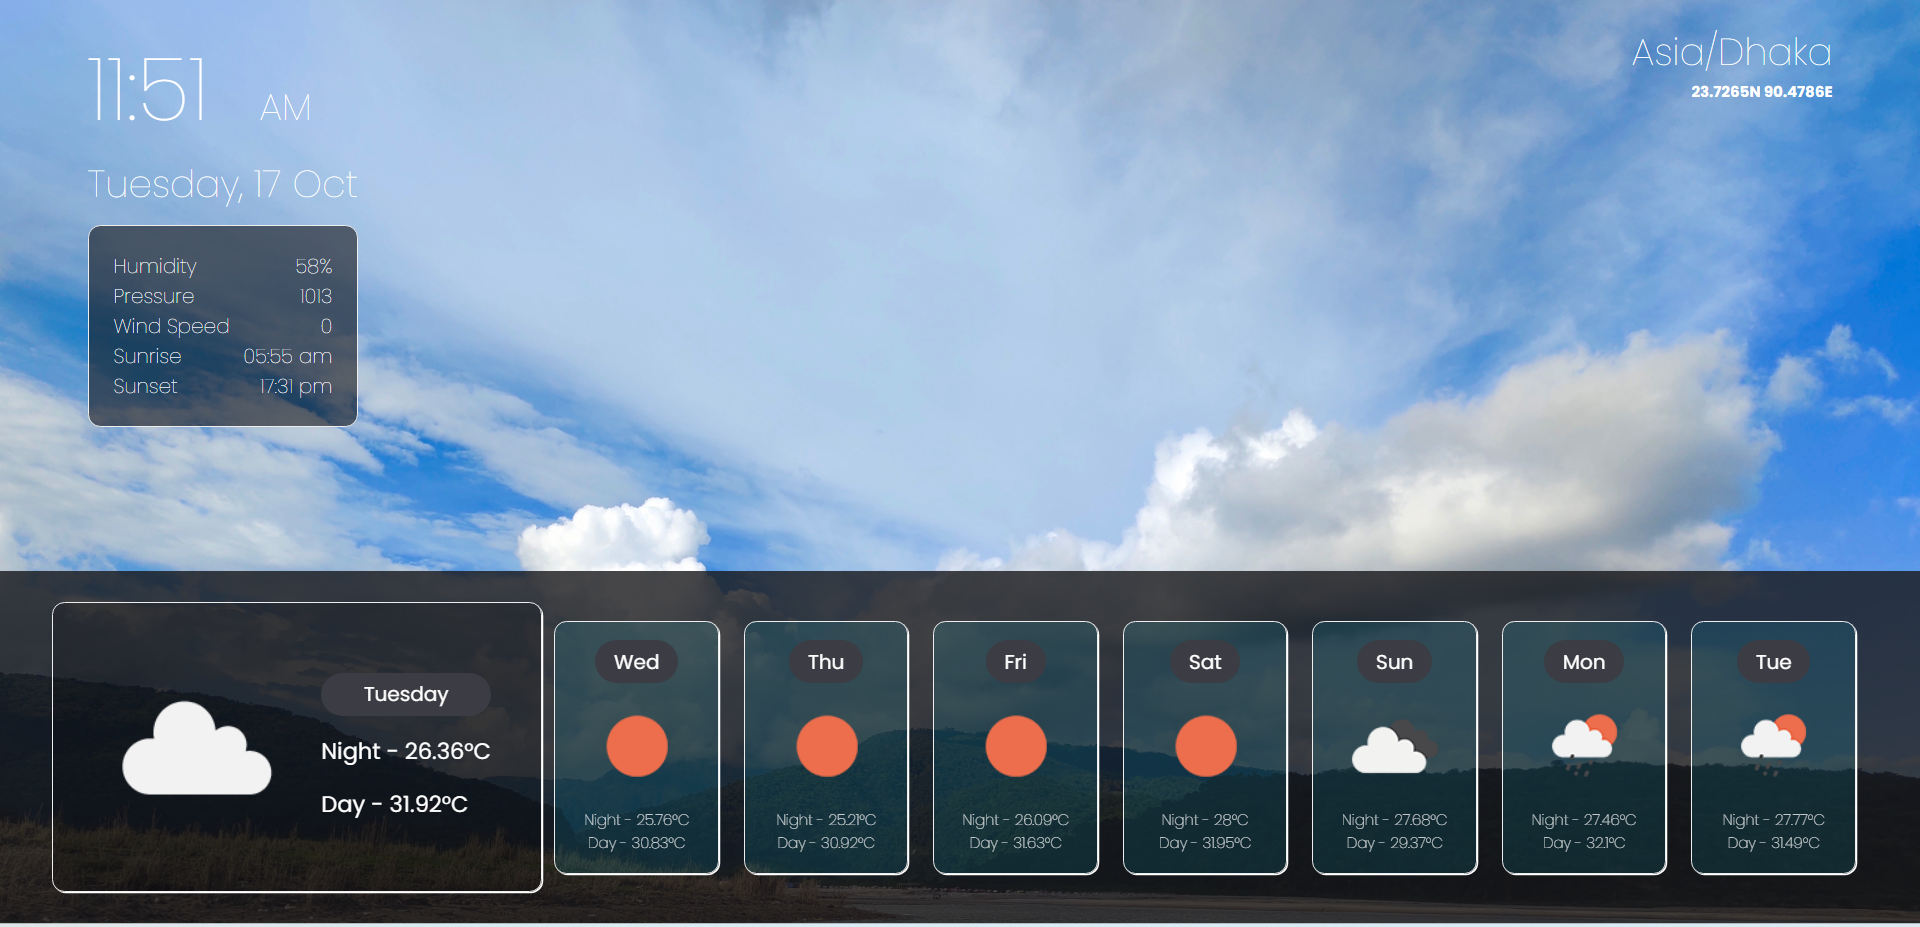 11:51 AM
Tuesday, 17 Oct
Asia/Dhaka
23.7265N 90.4786E
Humidity 58%
Pressure 1013
Wind Speed 0
Sunrise 05:55 am
Sunset 17:31 pm
Tuesday
Night - 26.36°C
Day - 31.92°C
Wed
Night - 25.76°C
Day - 30.83°C
Thu
Night - 25.21°C
Day - 30.92°C
Fri
Night - 26.09°C
Day - 31.63°C
Sat
Night - 28°C
Day - 31.95°C
Sun
Night - 27.68°C
Day - 29.37°C
Mon
Night - 27.46°C
Day - 32.1°C
Tue
Night - 27.77°C
Day - 31.49°C